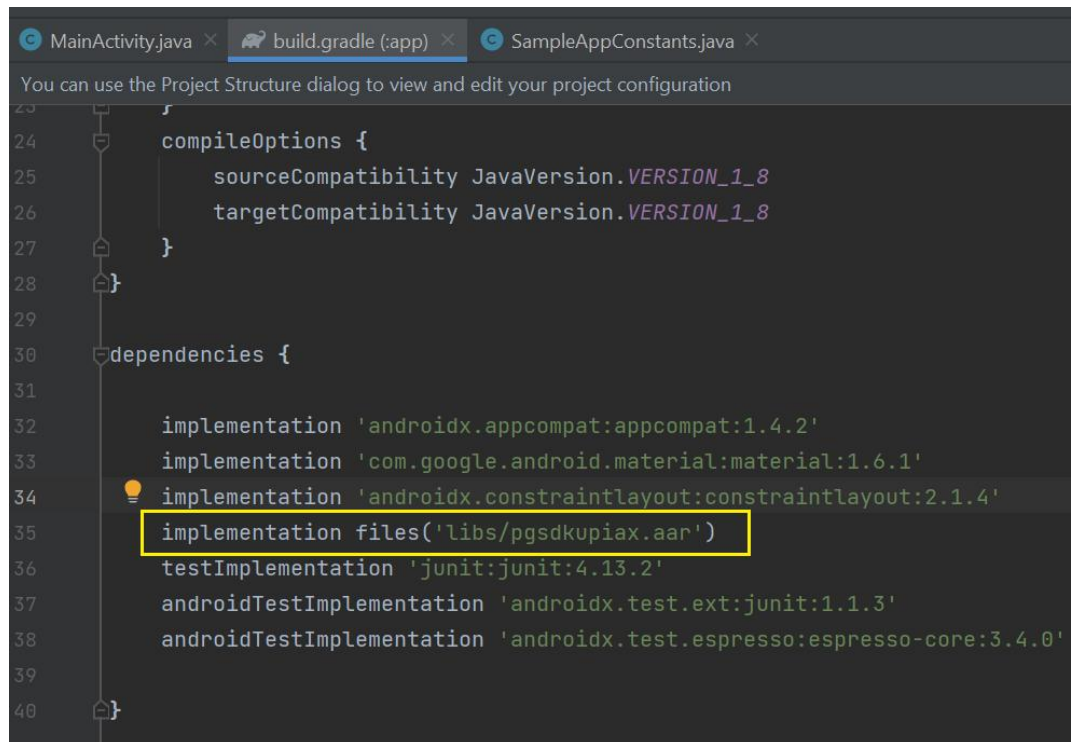 MainActivity.java build.gradle (:app) SampleAppConstants.java
You can use the Project Structure dialog to view and edit your project configuration
23 }
24 compileOptions {
25 sourceCompatibility JavaVersion.VERSION_1_8
26 targetCompatibility JavaVersion.VERSION_1_8
27 }
28 }
29
30 dependencies {
31
32 implementation 'androidx.appcompat:appcompat:1.4.2'
33 implementation 'com.google.android.material:material:1.6.1'
34 implementation 'androidx.constraintlayout:constraintlayout:2.1.4'
35 implementation files('libs/pgsdkupiax.aar')
36 testImplementation 'junit:junit:4.13.2'
37 androidTestImplementation 'androidx.test.ext:junit:1.1.3'
38 androidTestImplementation 'androidx.test.espresso:espresso-core:3.4.0'
39
40 }